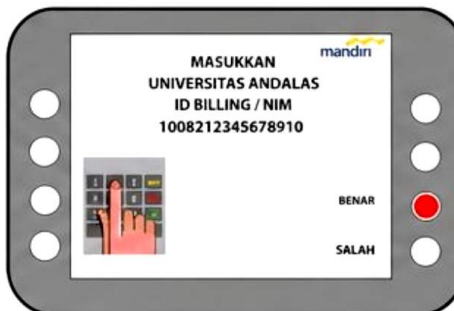 mandiri
MASUKKAN
UNIVERSITAS ANDALAS
ID BILLING / NIM
1008212345678910
BENAR
SALAH